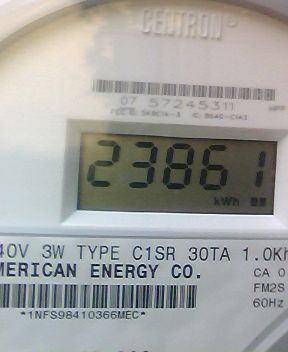 CENTRON
07 57245311
23861
kWh
40V 3W TYPE C1SR 30TA 1.0Kh
MERICAN ENERGY CO.
CA 0
FM2S
60Hz
*1NFS98410366MEC*